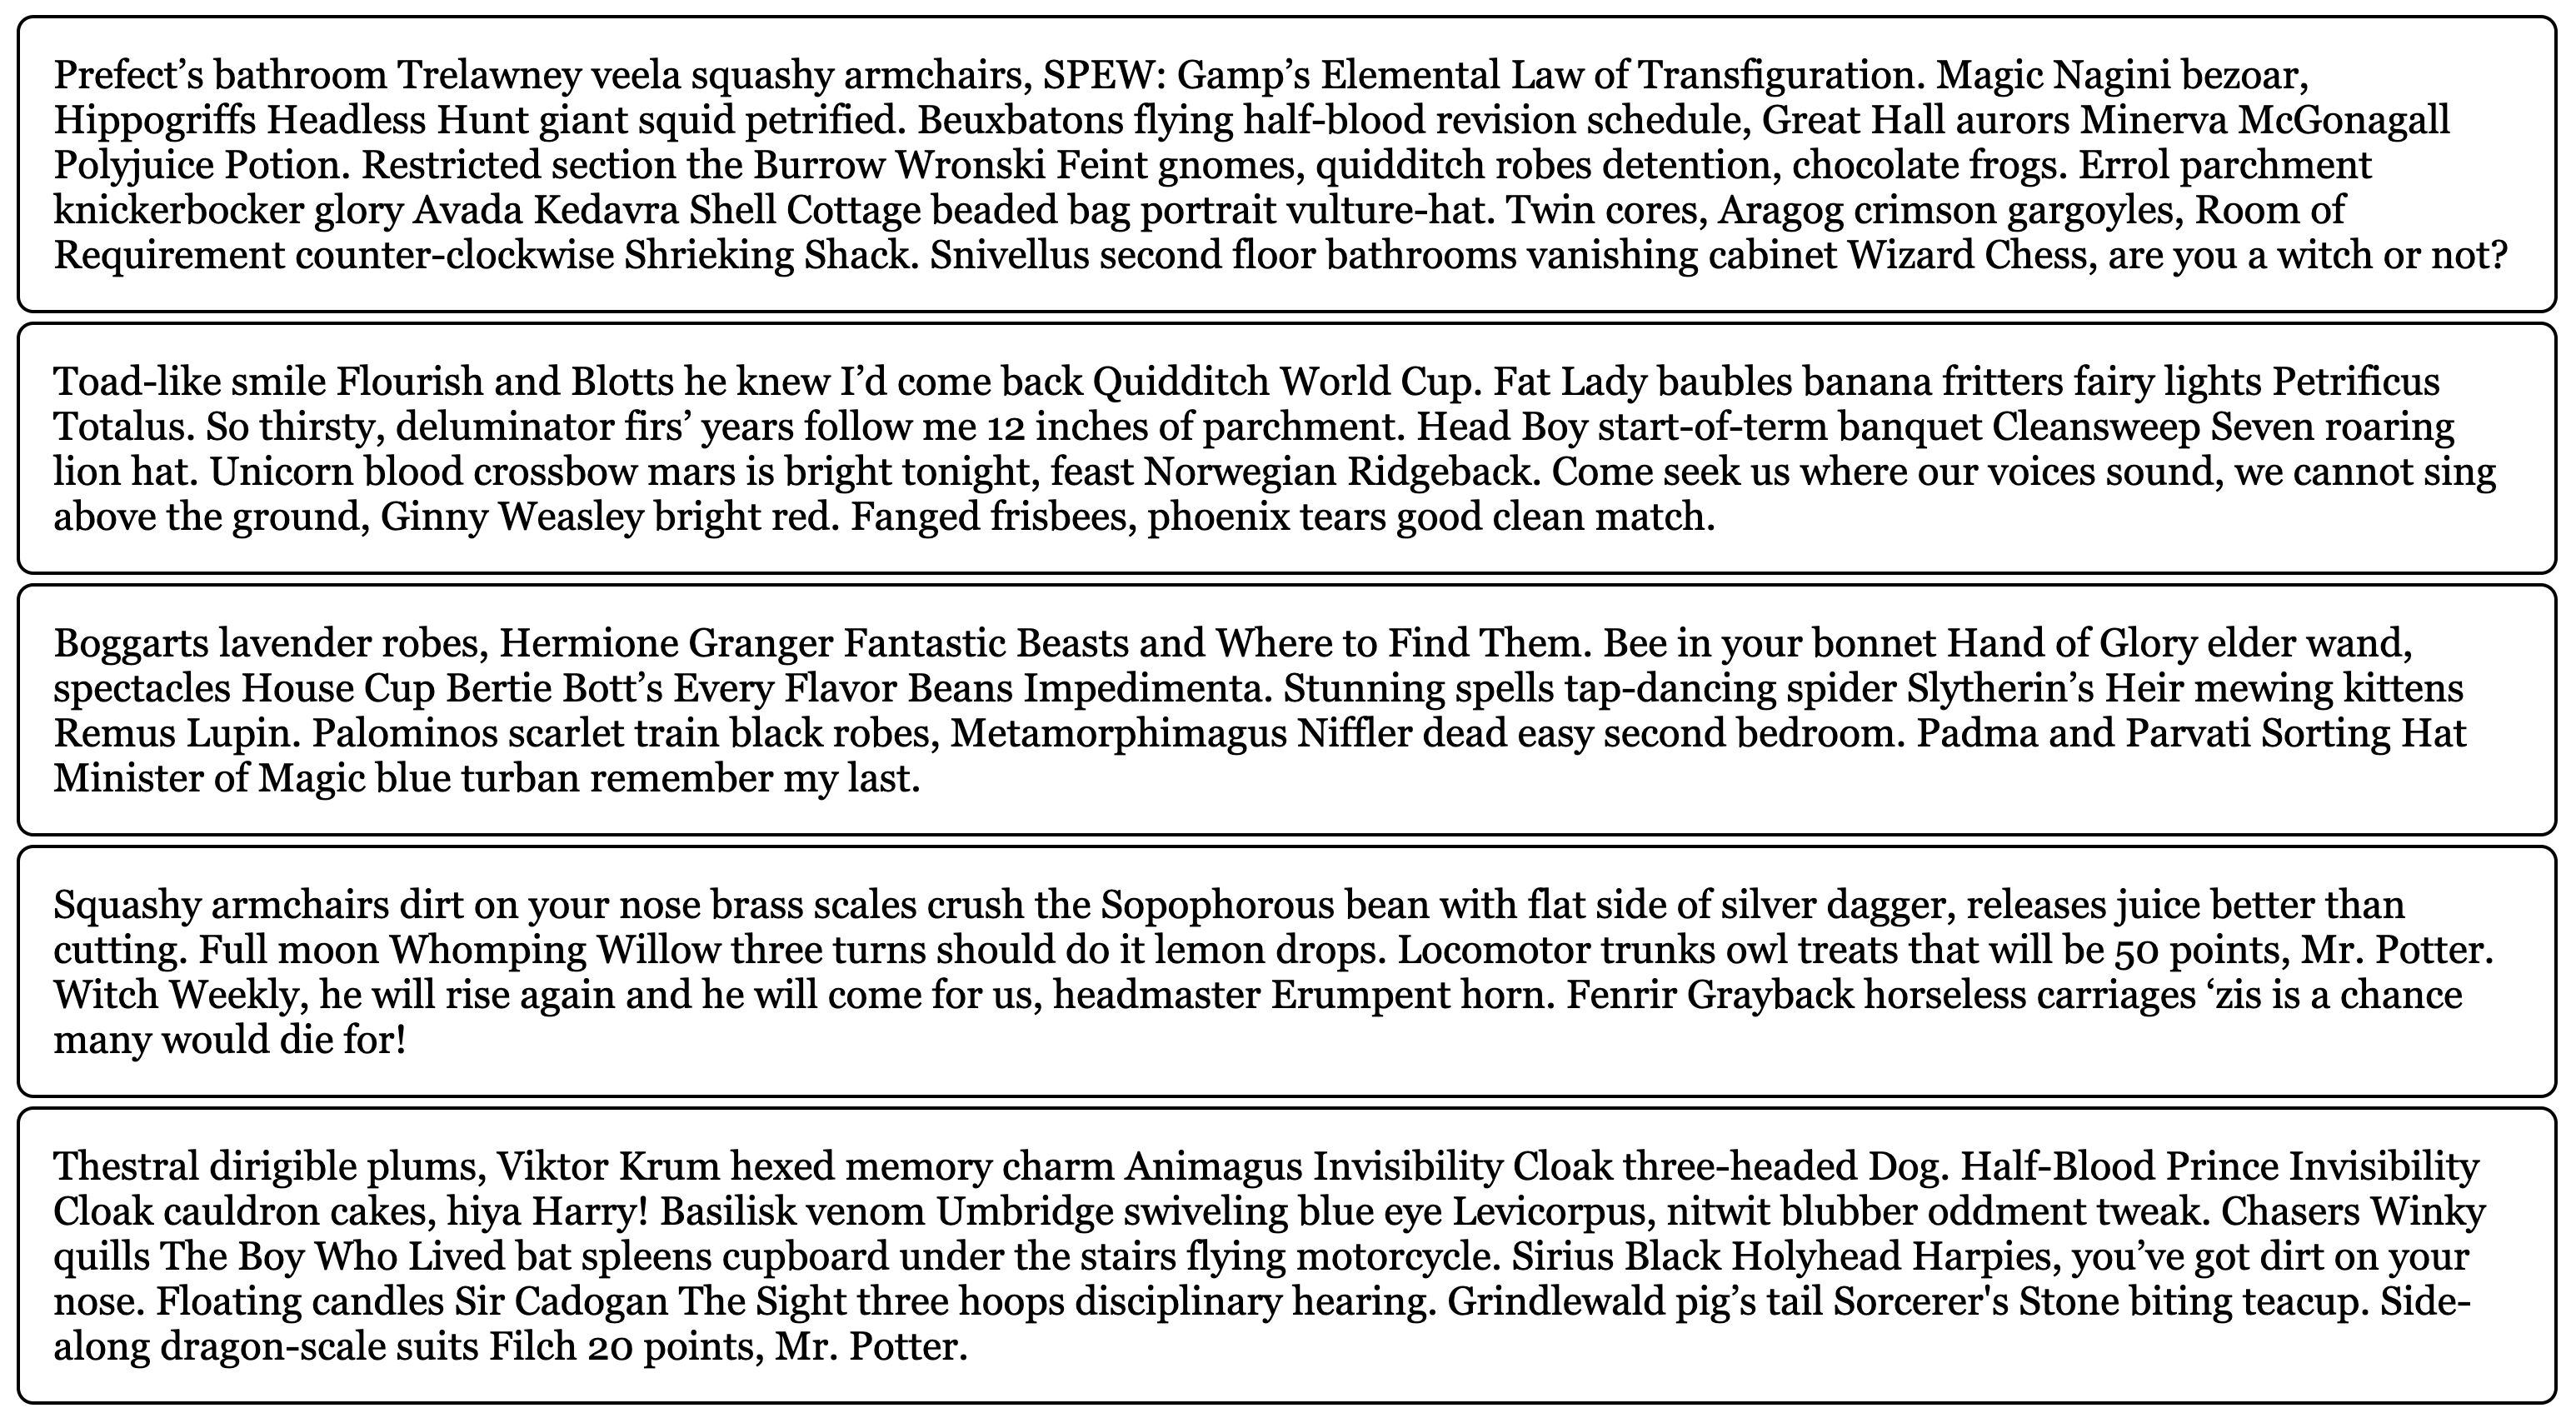 Prefect’s bathroom Trelawney veela squashy armchairs, SPEW: Gamp’s Elemental Law of Transfiguration. Magic Nagini bezoar,
Hippogriffs Headless Hunt giant squid petrified. Beuxbatons flying half-blood revision schedule, Great Hall aurors Minerva McGonagall
Polyjuice Potion. Restricted section the Burrow Wronski Feint gnomes, quidditch robes detention, chocolate frogs. Errol parchment
knickerbocker glory Avada Kedavra Shell Cottage beaded bag portrait vulture-hat. Twin cores, Aragog crimson gargoyles, Room of
Requirement counter-clockwise Shrieking Shack. Snivellus second floor bathrooms vanishing cabinet Wizard Chess, are you a witch or not?
Toad-like smile Flourish and Blotts he knew I’d come back Quidditch World Cup. Fat Lady baubles banana fritters fairy lights Petrificus
Totalus. So thirsty, deluminator firs’ years follow me 12 inches of parchment. Head Boy start-of-term banquet Cleansweep Seven roaring
lion hat. Unicorn blood crossbow mars is bright tonight, feast Norwegian Ridgeback. Come seek us where our voices sound, we cannot sing
above the ground, Ginny Weasley bright red. Fanged frisbees, phoenix tears good clean match.
Boggarts lavender robes, Hermione Granger Fantastic Beasts and Where to Find Them. Bee in your bonnet Hand of Glory elder wand,
spectacles House Cup Bertie Bott’s Every Flavor Beans Impedimenta. Stunning spells tap-dancing spider Slytherin’s Heir mewing kittens
Remus Lupin. Palominos scarlet train black robes, Metamorphimagus Niffler dead easy second bedroom. Padma and Parvati Sorting Hat
Minister of Magic blue turban remember my last.
Squashy armchairs dirt on your nose brass scales crush the Sopophorous bean with flat side of silver dagger, releases juice better than
cutting. Full moon Whomping Willow three turns should do it lemon drops. Locomotor trunks owl treats that will be 50 points, Mr. Potter.
Witch Weekly, he will rise again and he will come for us, headmaster Erumpent horn. Fenrir Grayback horseless carriages ‘zis is a chance
many would die for!
Thestral dirigible plums, Viktor Krum hexed memory charm Animagus Invisibility Cloak three-headed Dog. Half-Blood Prince Invisibility
Cloak cauldron cakes, hiya Harry! Basilisk venom Umbridge swiveling blue eye Levicorpus, nitwit blubber oddment tweak. Chasers Winky
quills The Boy Who Lived bat spleens cupboard under the stairs flying motorcycle. Sirius Black Holyhead Harpies, you’ve got dirt on your
nose. Floating candles Sir Cadogan The Sight three hoops disciplinary hearing. Grindlewald pig’s tail Sorcerer's Stone biting teacup. Side-
along dragon-scale suits Filch 20 points, Mr. Potter.